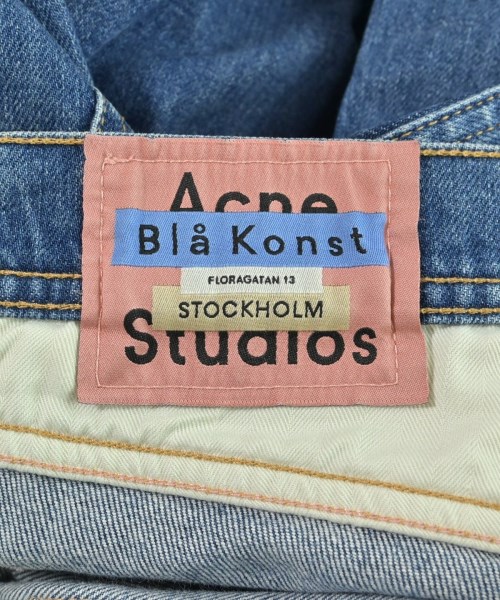 Acne
Blå Konst
FLORAGATAN 13
STOCKHOLM
Studios